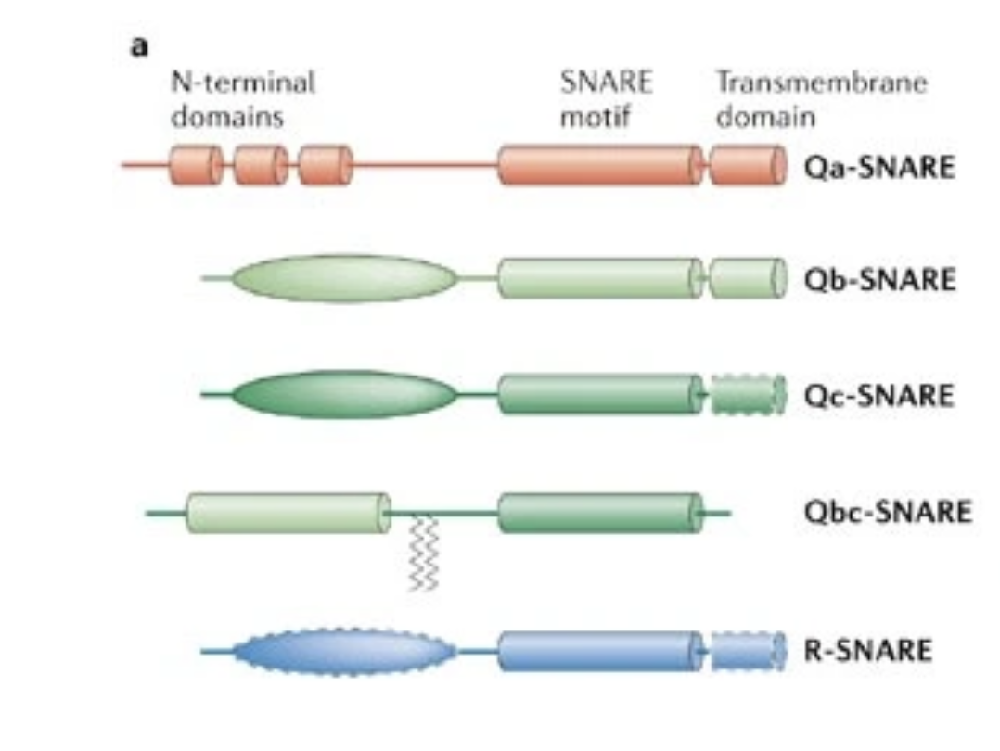 a
N-terminal
domains
SNARE
motif
Transmembrane
domain
Qa-SNARE
Qb-SNARE
Qc-SNARE
Qbc-SNARE
R-SNARE